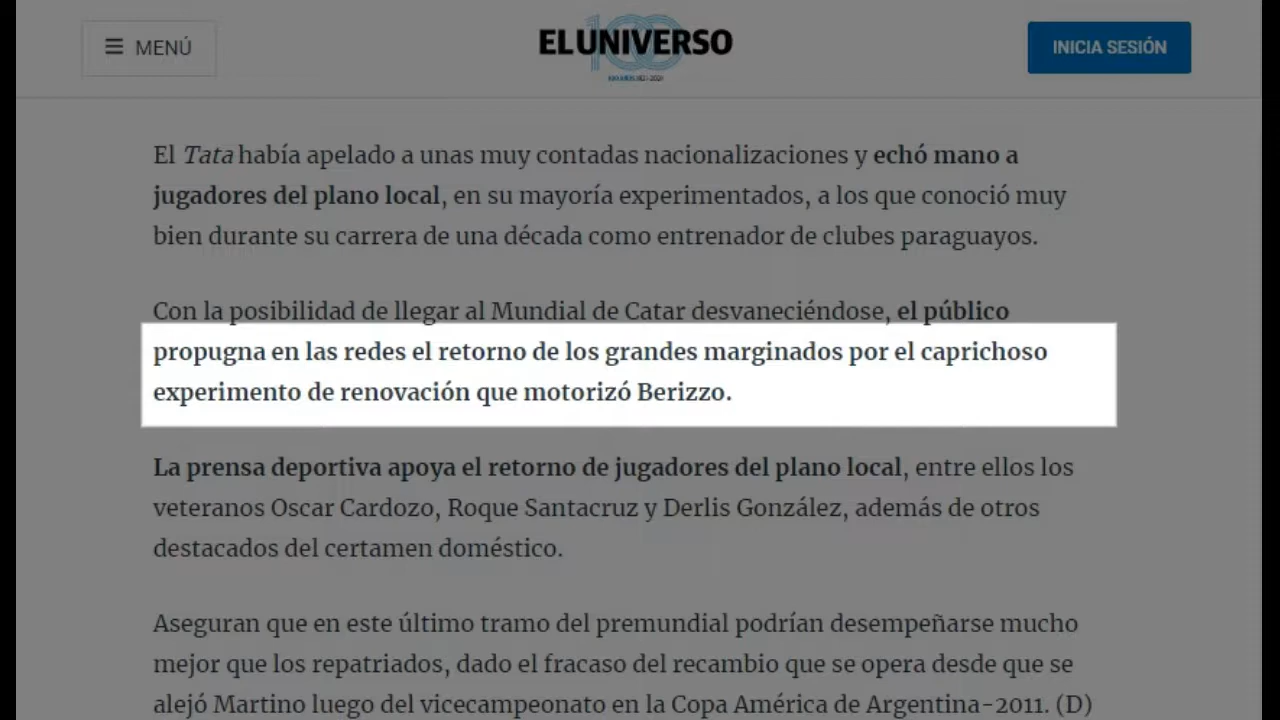 MENÚ
EL UNIVERSO
100
INICIA SESIÓN
El Tata había apelado a unas muy contadas nacionalizaciones y echó mano a
jugadores del plano local, en su mayoría experimentados, a los que conoció muy
bien durante su carrera de una década como entrenador de clubes paraguayos.
Con la posibilidad de llegar al Mundial de Catar desvaneciéndose, el público
propugna en las redes el retorno de los grandes marginados por el caprichoso
experimento de renovación que motorizó Berizzo.
La prensa deportiva apoya el retorno de jugadores del plano local, entre ellos los
veteranos Oscar Cardozo, Roque Santacruz y Derlis González, además de otros
destacados del certamen doméstico.
Aseguran que en este último tramo del premundial podrían desempeñarse mucho
mejor que los repatriados, dado el fracaso del recambio que se opera desde que se
alejó Martino luego del vicecampeonato en la Copa América de Argentina-2011. (D)